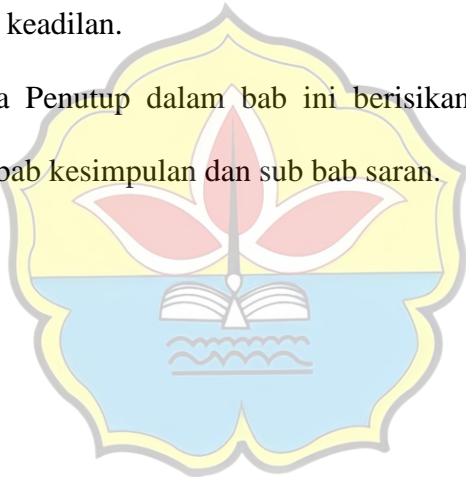 keadilan.
a Penutup dalam bab ini berisikan
bab kesimpulan dan sub bab saran.